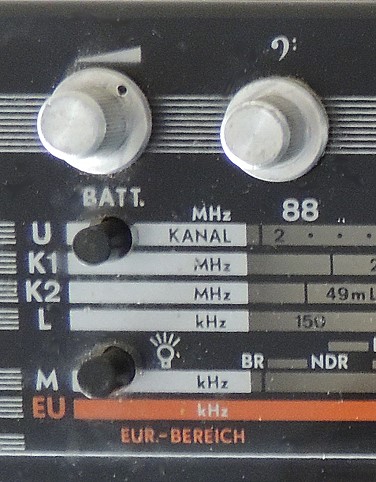 BATT.
MHz 88
U KANAL 2
K1 MHz 2
K2 MHz 49m
L kHz 150
BR NDR
M kHz
EU kHz
EUR.-BEREICH